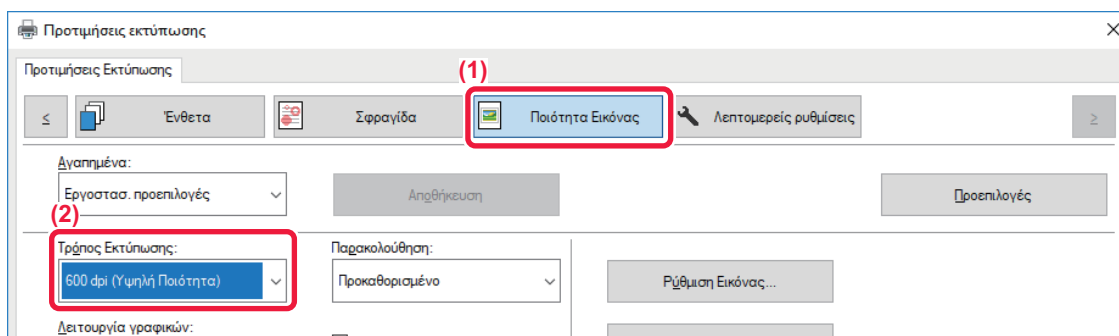 Προτιμήσεις εκτύπωσης
Προτιμήσεις Εκτύπωσης
(1)
< Ένθετα Σφραγίδα Ποιότητα Εικόνας Λεπτομερείς ρυθμίσεις >
Αγαπημένα:
Εργοστασ. προεπιλογές Αποθήκευση Προεπιλογές
(2)
Τρόπος Εκτύπωσης: Παρακολούθηση:
600 dpi (Υψηλή Ποιότητα) Προκαθορισμένο Ρύθμιση Εικόνας...
Λειτουργία γραφικών: